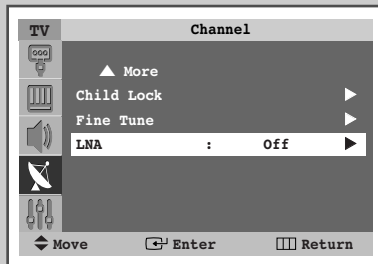 TV Channel
▲ More
Child Lock ▶
Fine Tune ▶
LNA : Off ▶
Move Enter Return